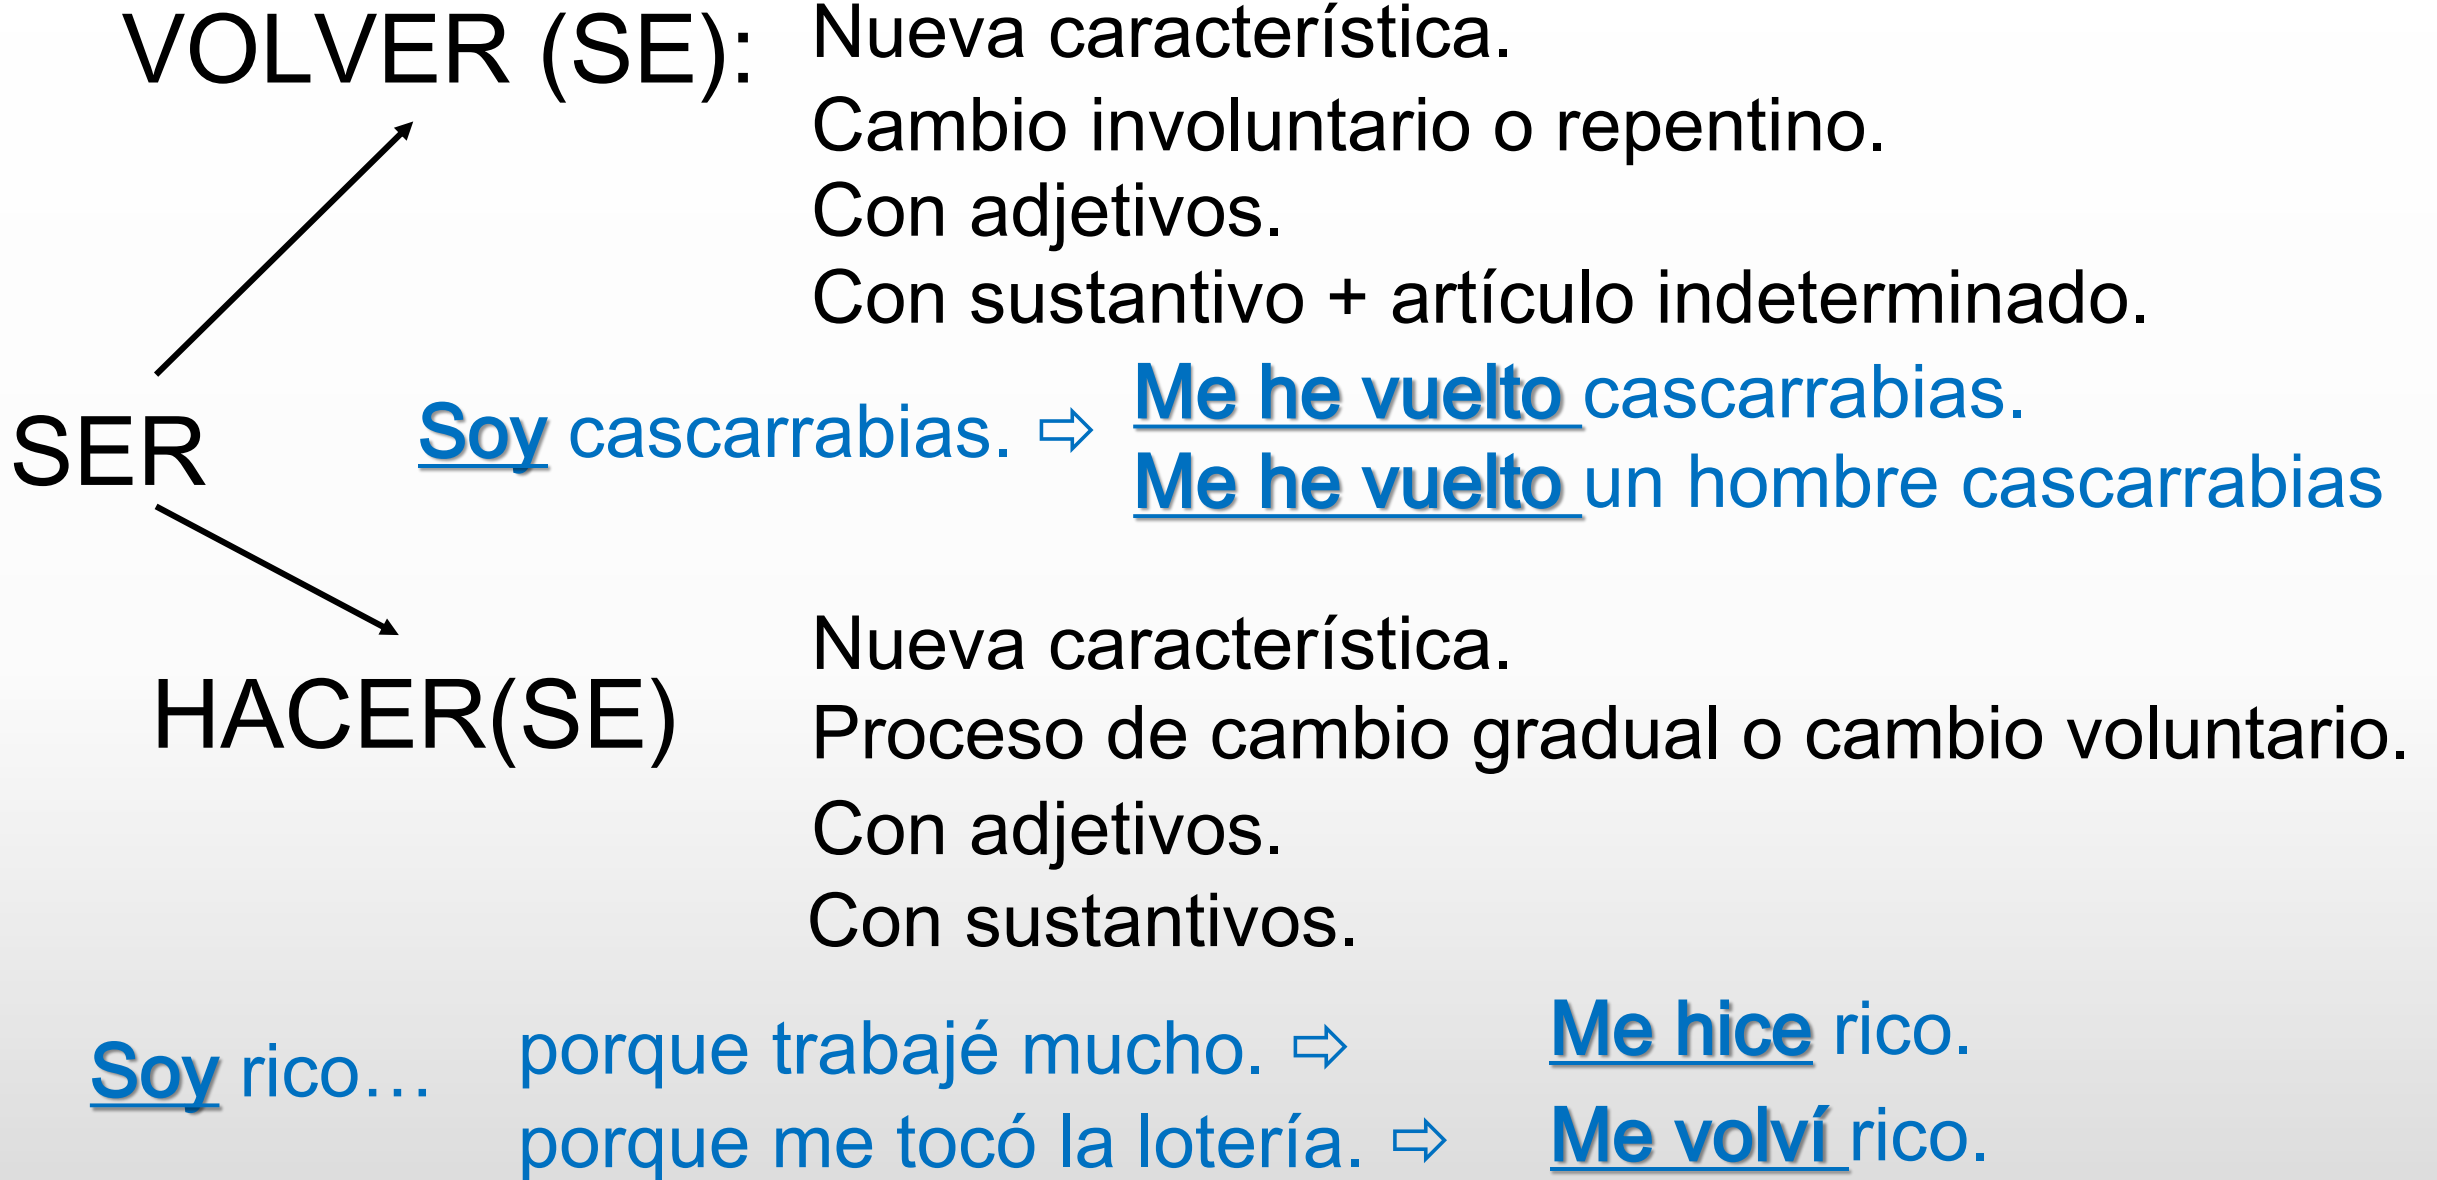 VOLVER (SE):
Nueva característica.
Cambio involuntario o repentino.
Con adjetivos.
Con sustantivo + artículo indeterminado.
SER
Soy cascarrabias. ⇨
Me he vuelto cascarrabias.
Me he vuelto un hombre cascarrabias
HACER(SE)
Nueva característica.
Proceso de cambio gradual o cambio voluntario.
Con adjetivos.
Con sustantivos.
Soy rico…
porque trabajé mucho. ⇨ Me hice rico.
porque me tocó la lotería. ⇨ Me volví rico.